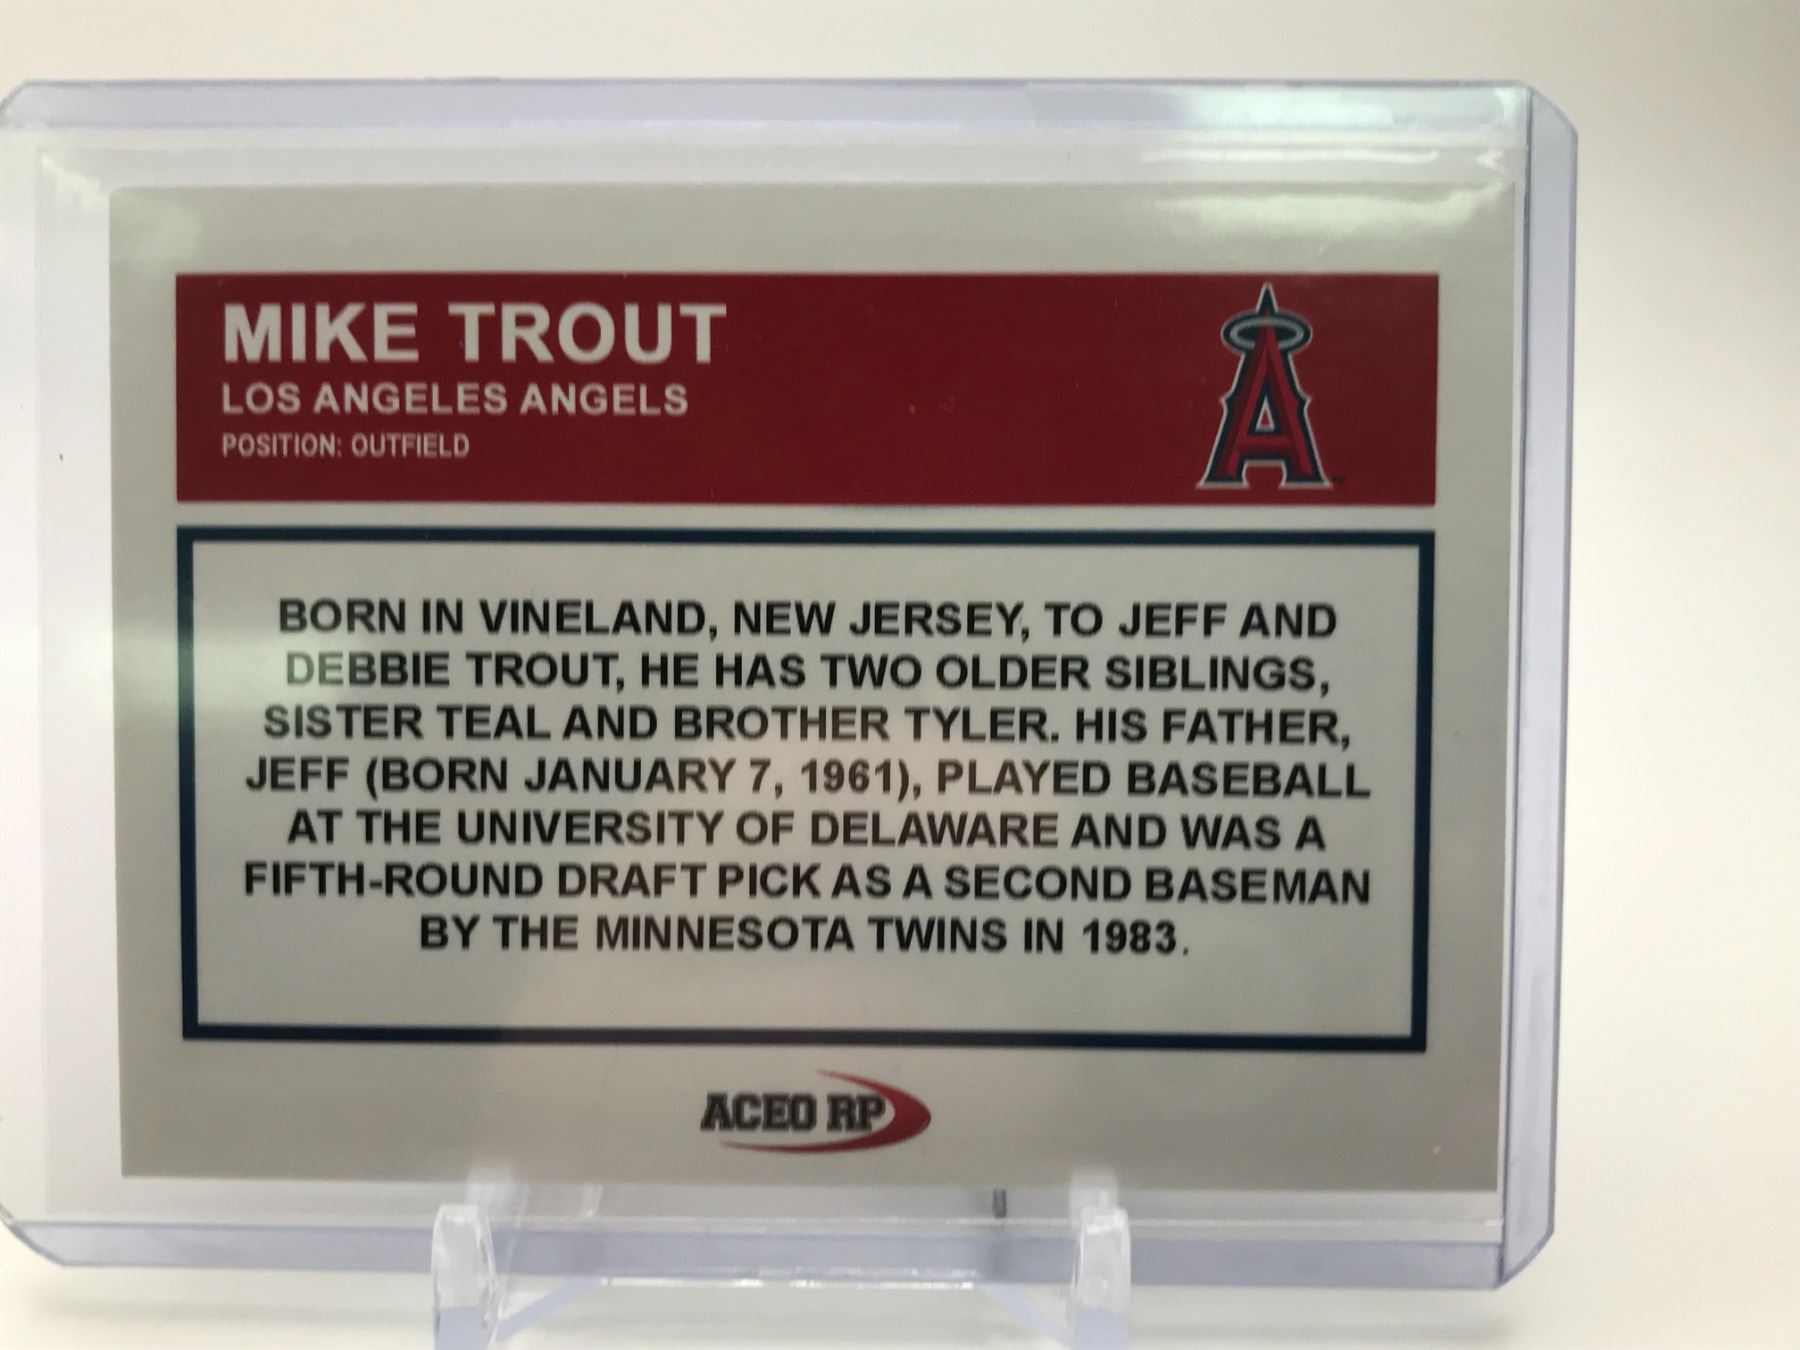 MIKE TROUT
LOS ANGELES ANGELS
POSITION: OUTFIELD
A
BORN IN VINELAND, NEW JERSEY, TO JEFF AND
DEBBIE TROUT, HE HAS TWO OLDER SIBLINGS,
SISTER TEAL AND BROTHER TYLER. HIS FATHER,
JEFF (BORN JANUARY 7, 1961), PLAYED BASEBALL
AT THE UNIVERSITY OF DELAWARE AND WAS A
FIFTH-ROUND DRAFT PICK AS A SECOND BASEMAN
BY THE MINNESOTA TWINS IN 1983.
ACEO RP